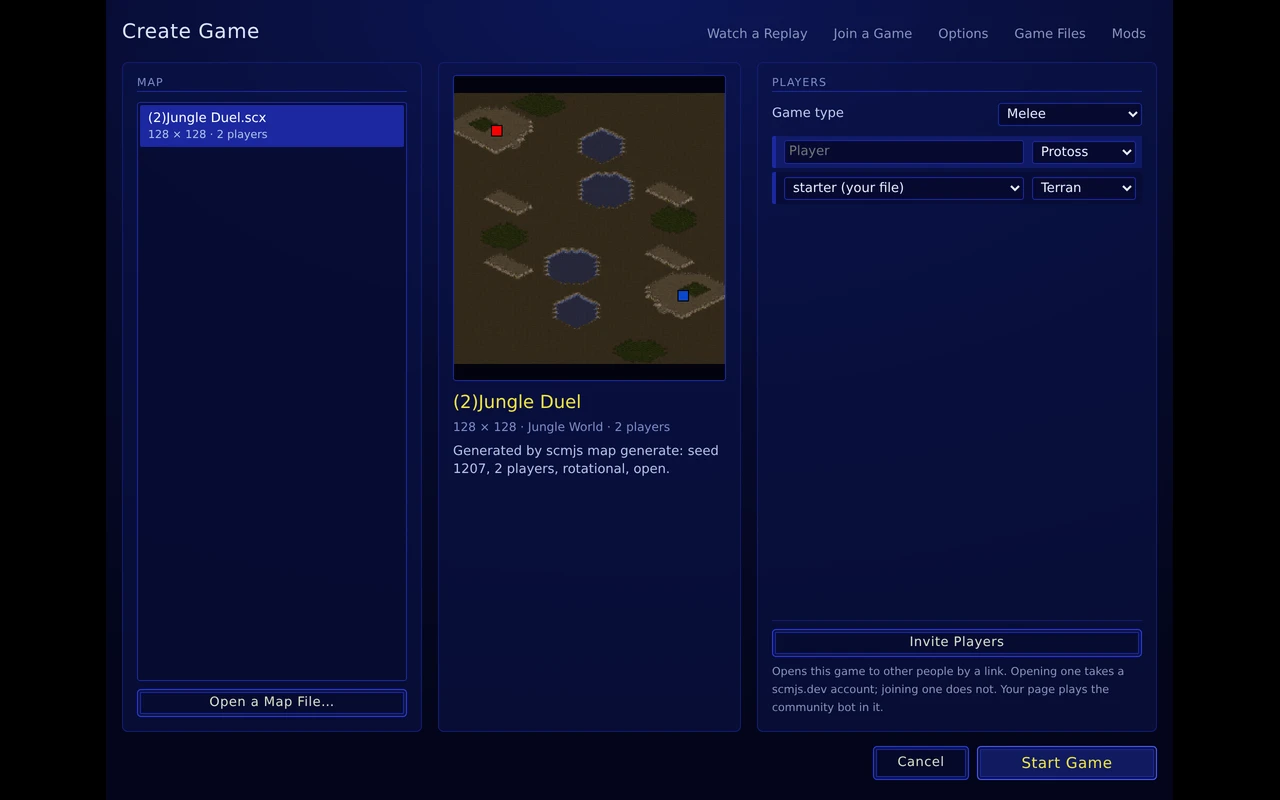 Create Game
Watch a Replay
Join a Game
Options
Game Files
Mods
MAP
(2)Jungle Duel.scx
128 × 128 · 2 players
Open a Map File...
(2)Jungle Duel
128 × 128 · Jungle World · 2 players
Generated by scmjs map generate: seed
1207, 2 players, rotational, open.
PLAYERS
Game type
Melee
Player
Protoss
starter (your file)
Terran
Invite Players
Opens this game to other people by a link. Opening one takes a
scmjs.dev account; joining one does not. Your page plays the
community bot in it.
Cancel
Start Game